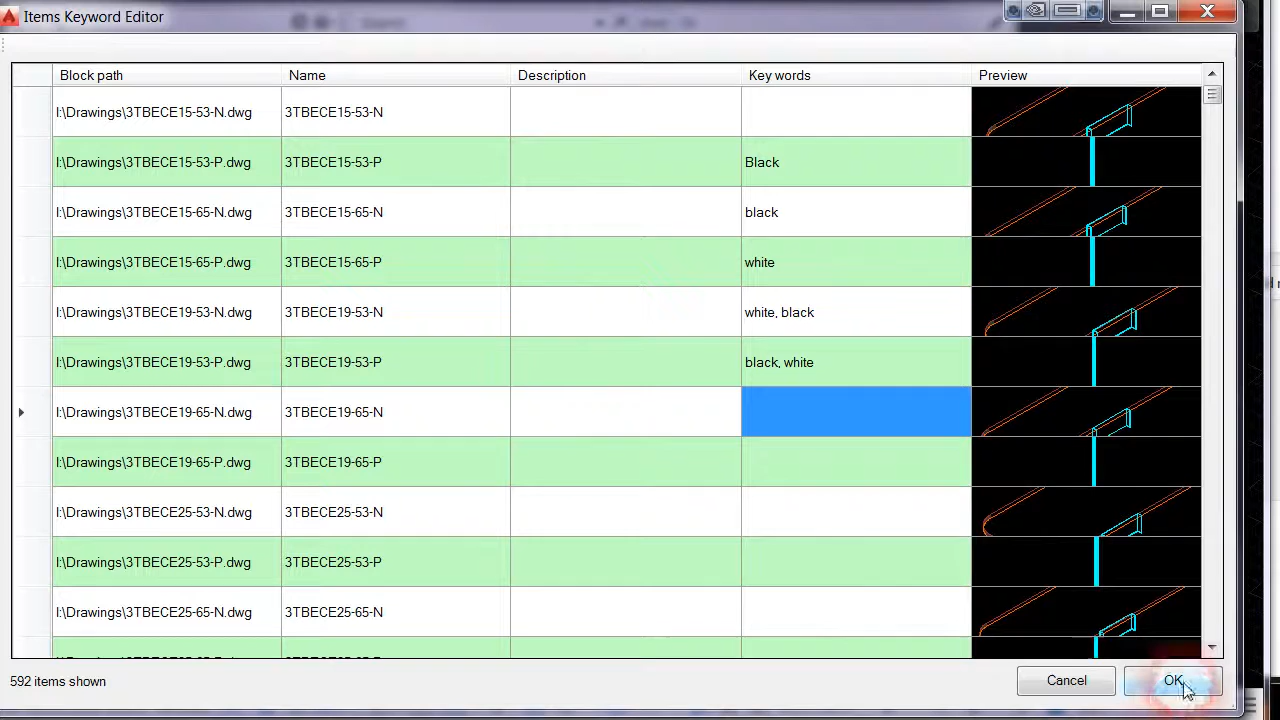 Items Keyword Editor
Block path Name Description Key words Preview
I:\Drawings\3TBECE15-53-N.dwg 3TBECE15-53-N
I:\Drawings\3TBECE15-53-P.dwg 3TBECE15-53-P Black
I:\Drawings\3TBECE15-65-N.dwg 3TBECE15-65-N black
I:\Drawings\3TBECE15-65-P.dwg 3TBECE15-65-P white
I:\Drawings\3TBECE19-53-N.dwg 3TBECE19-53-N white, black
I:\Drawings\3TBECE19-53-P.dwg 3TBECE19-53-P black, white
I:\Drawings\3TBECE19-65-N.dwg 3TBECE19-65-N
I:\Drawings\3TBECE19-65-P.dwg 3TBECE19-65-P
I:\Drawings\3TBECE25-53-N.dwg 3TBECE25-53-N
I:\Drawings\3TBECE25-53-P.dwg 3TBECE25-53-P
I:\Drawings\3TBECE25-65-N.dwg 3TBECE25-65-N
592 items shown Cancel OK